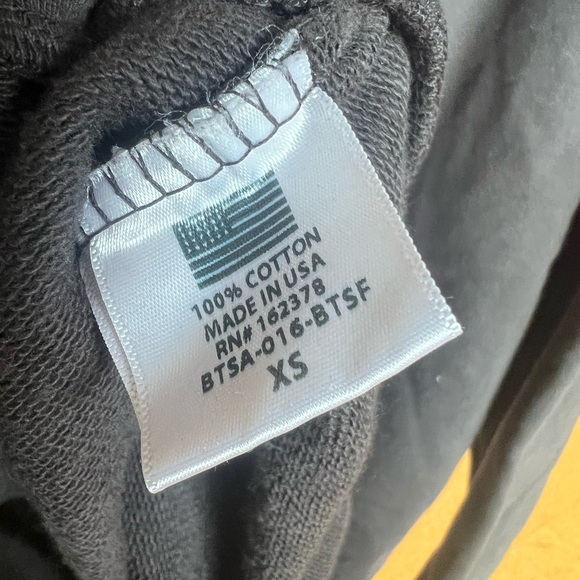 100% COTTON
MADE IN USA
RN# 162378
BTSA-016-BTSF
XS